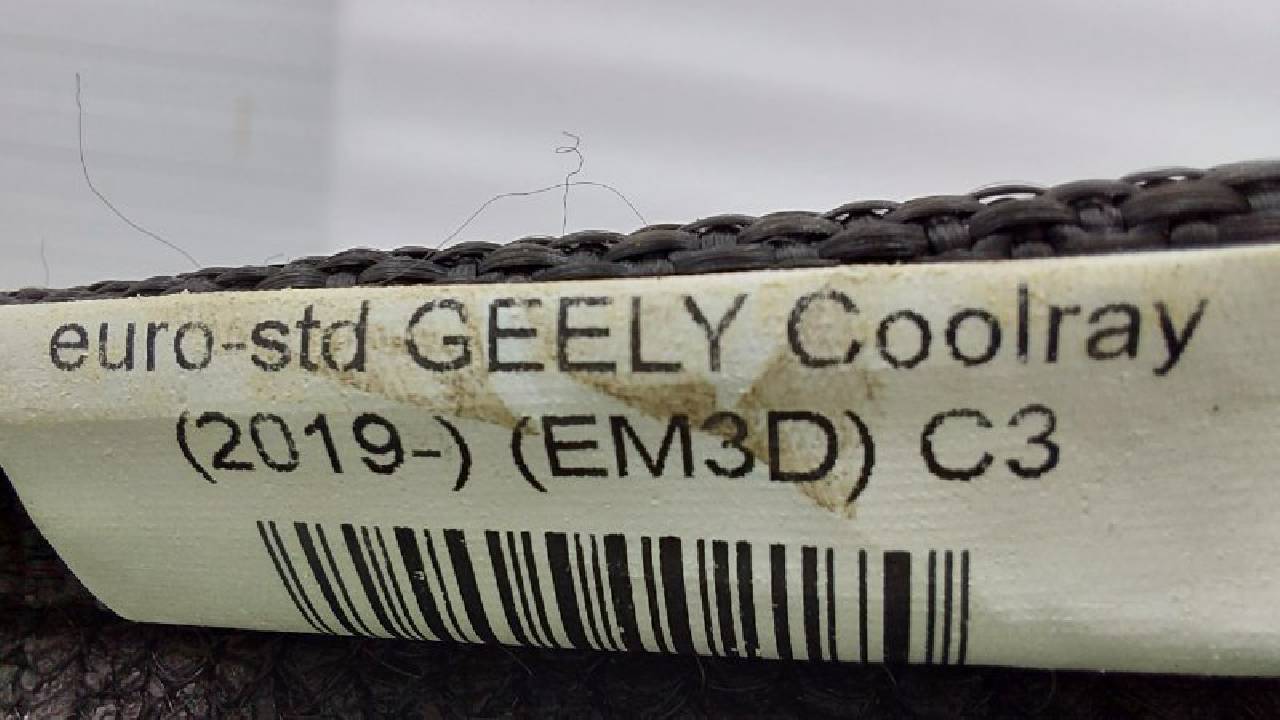 euro-std GEELY Coolray
(2019-) (EM3D) C3